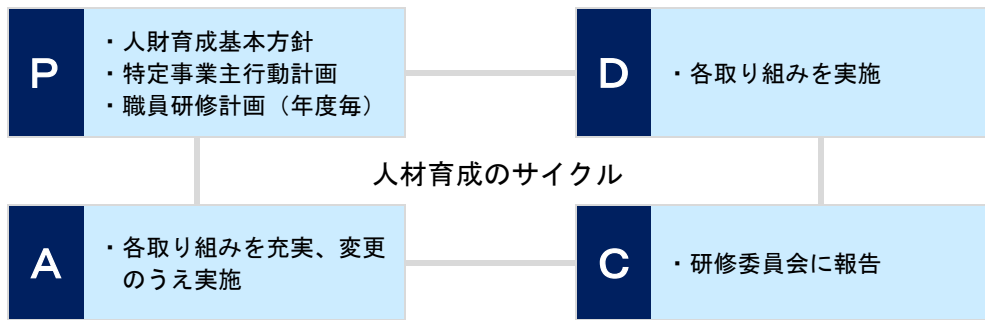 P
・人財育成基本方針
・特定事業主行動計画
・職員研修計画（年度毎）
D
・各取り組みを実施
人材育成のサイクル
A
・各取り組みを充実、変更
のうえ実施
C
・研修委員会に報告